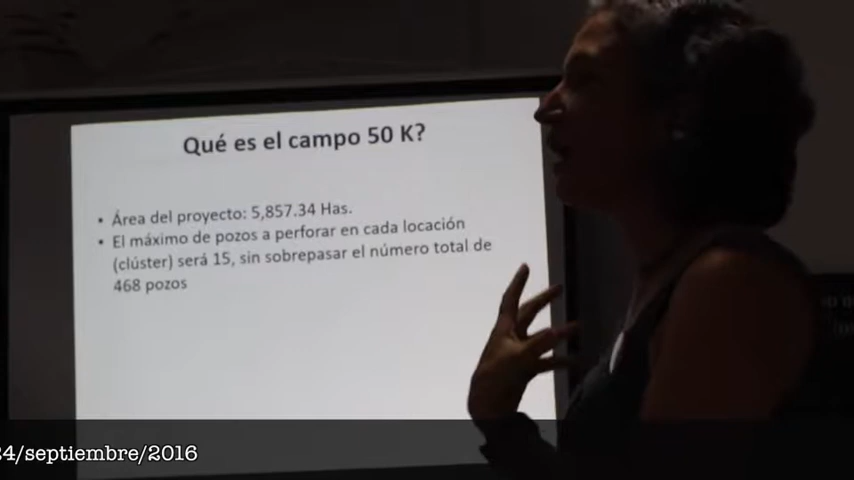 Qué es el campo 50 K?
• Área del proyecto: 5,857.34 Has.
• El máximo de pozos a perforar en cada locación
(clúster) será 15, sin sobrepasar el número total de
468 pozos
24/septiembre/2016